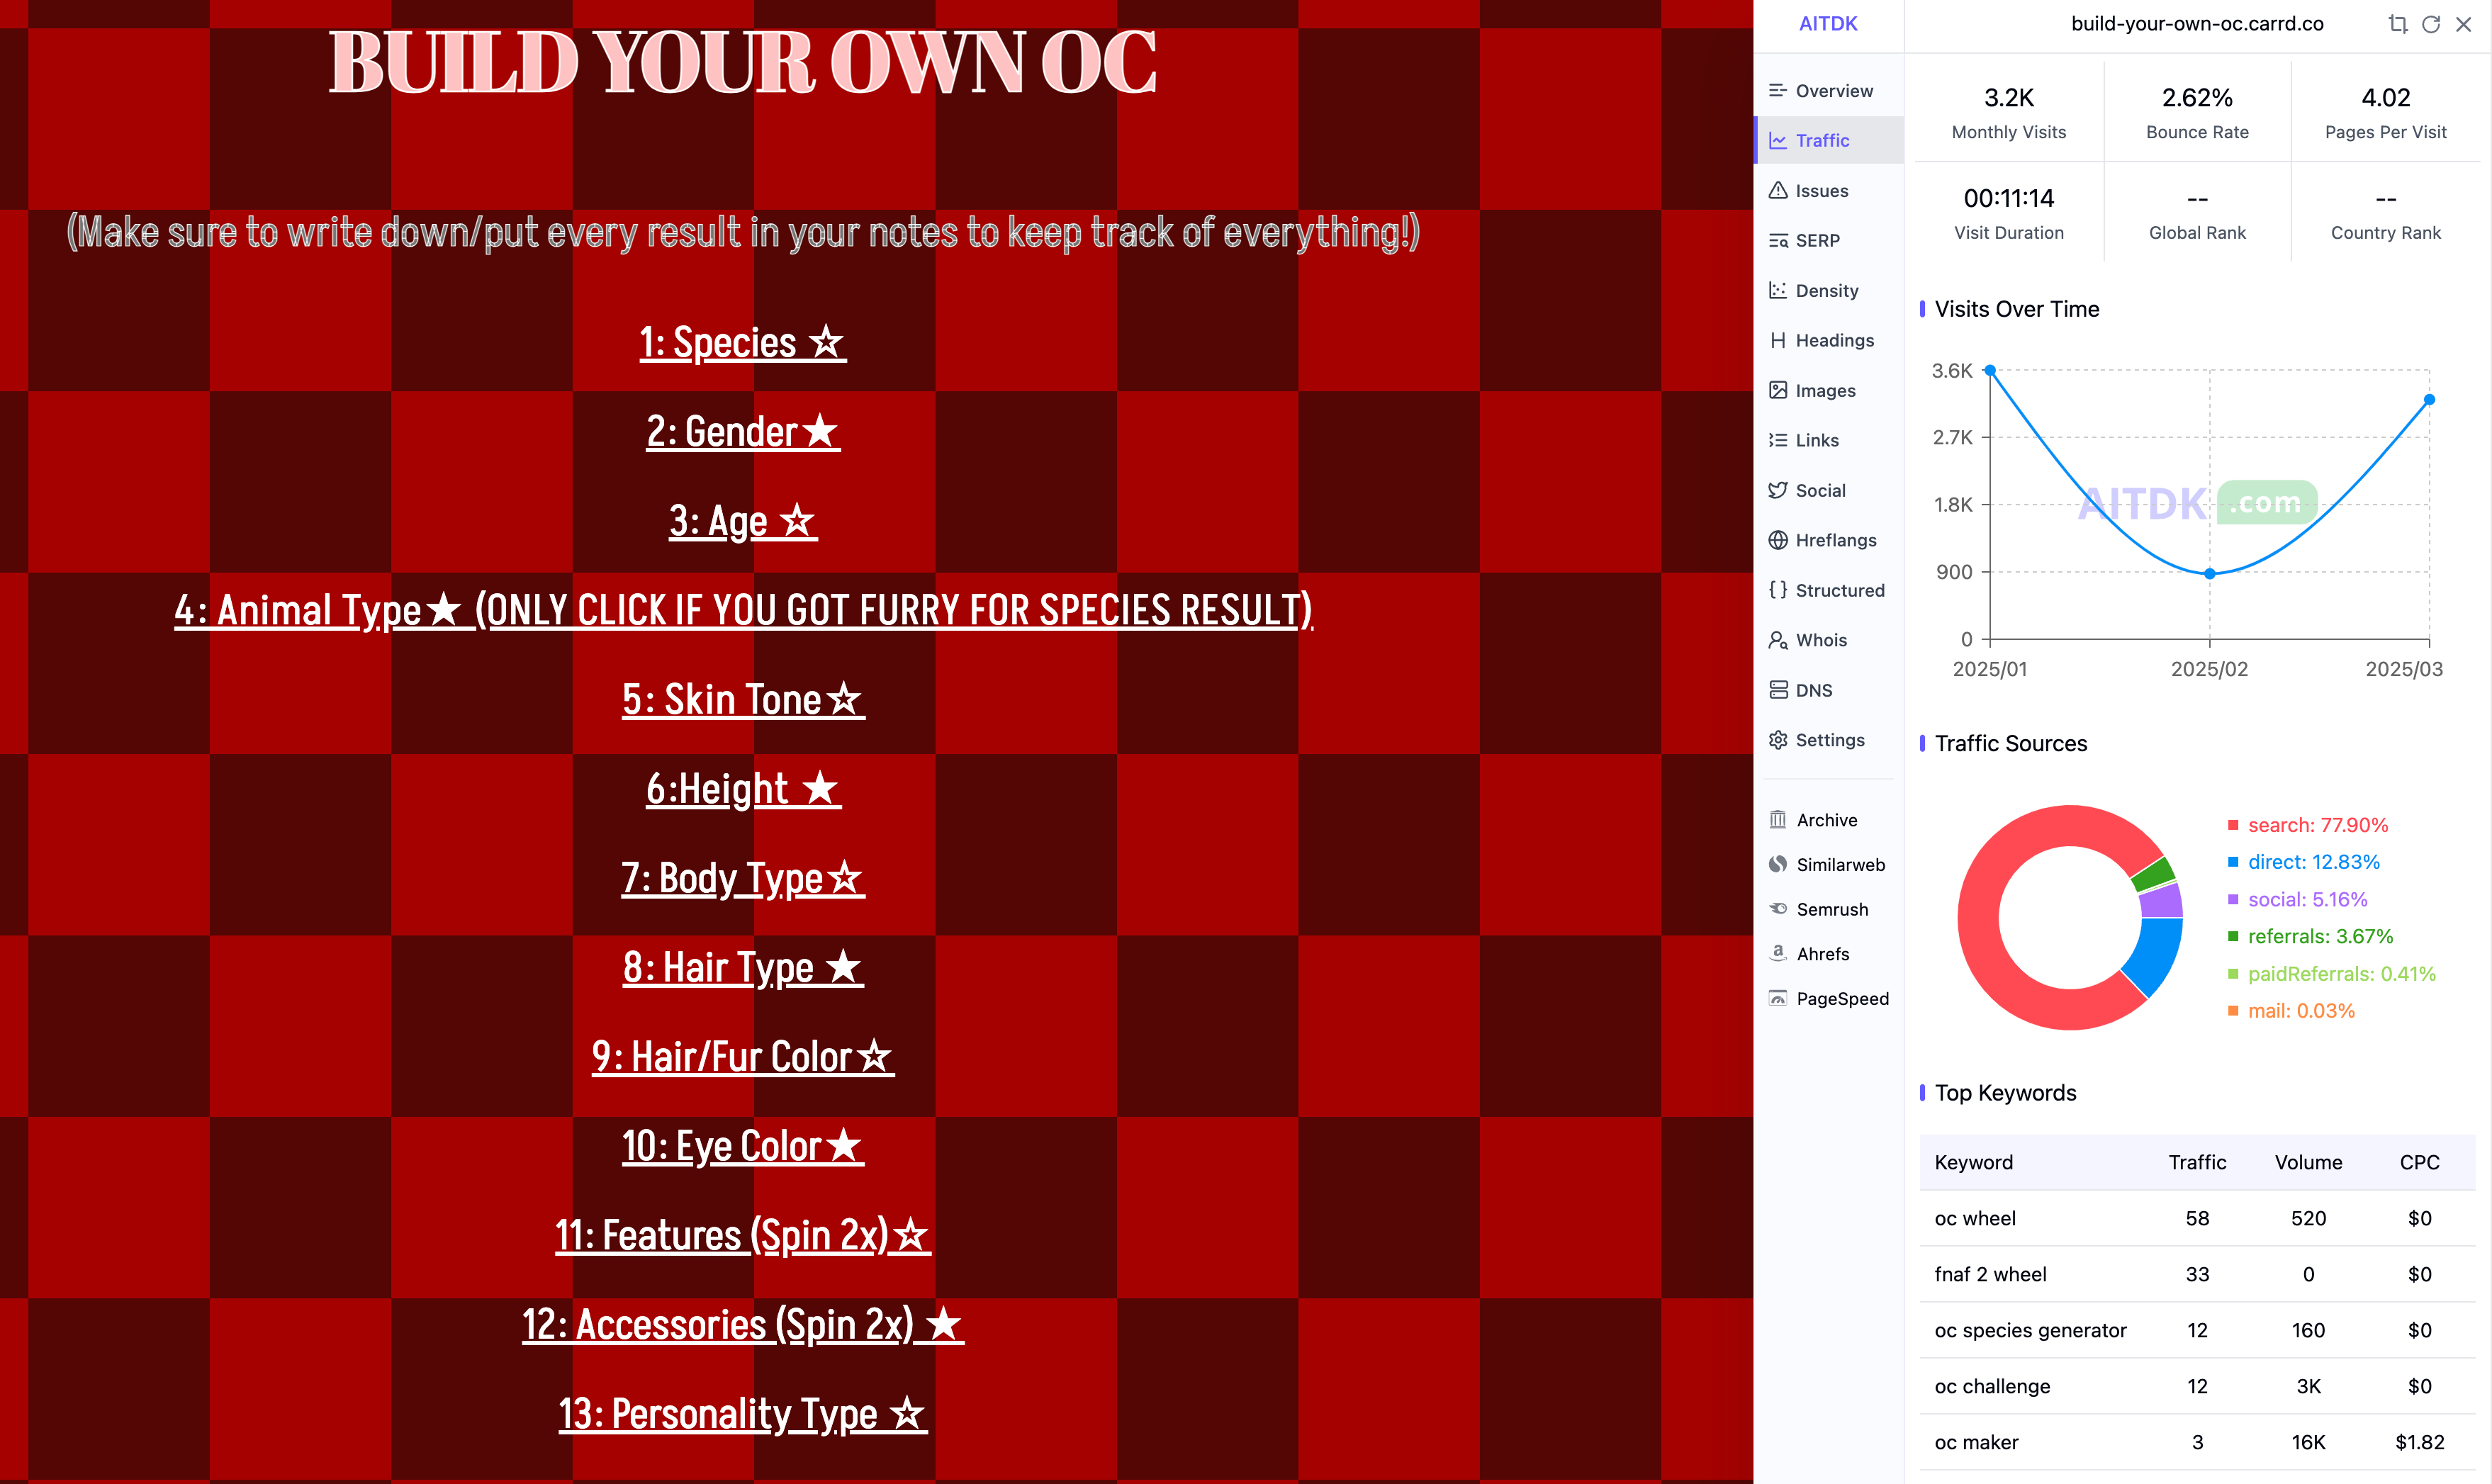 BUILD YOUR OWN OC
(Make sure to write down/put every result in your notes to keep track of everything!)
1: Species ☆
2: Gender★
3: Age ☆
4: Animal Type★ (ONLY CLICK IF YOU GOT FURRY FOR SPECIES RESULT)
5: Skin Tone☆
6:Height ★
7: Body Type☆
8: Hair Type ★
9: Hair/Fur Color☆
10: Eye Color★
11: Features (Spin 2x)☆
12: Accessories (Spin 2x) ★
13: Personality Type ☆
AITDK
Overview
Traffic
Issues
SERP
Density
Headings
Images
Links
Social
Hreflangs
Structured
Whois
DNS
Settings
Archive
Similarweb
Semrush
Ahrefs
PageSpeed
build-your-own-oc.carrd.co
3.2K 2.62% 4.02
Monthly Visits Bounce Rate Pages Per Visit
00:11:14 -- --
Visit Duration Global Rank Country Rank
Visits Over Time
3.6K
2.7K
1.8K
900
0
AITDK .com
2025/01 2025/02 2025/03
Traffic Sources
search: 77.90%
direct: 12.83%
social: 5.16%
referrals: 3.67%
paidReferrals: 0.41%
mail: 0.03%
Top Keywords
Keyword Traffic Volume CPC
oc wheel 58 520 $0
fnaf 2 wheel 33 0 $0
oc species generator 12 160 $0
oc challenge 12 3K $0
oc maker 3 16K $1.82